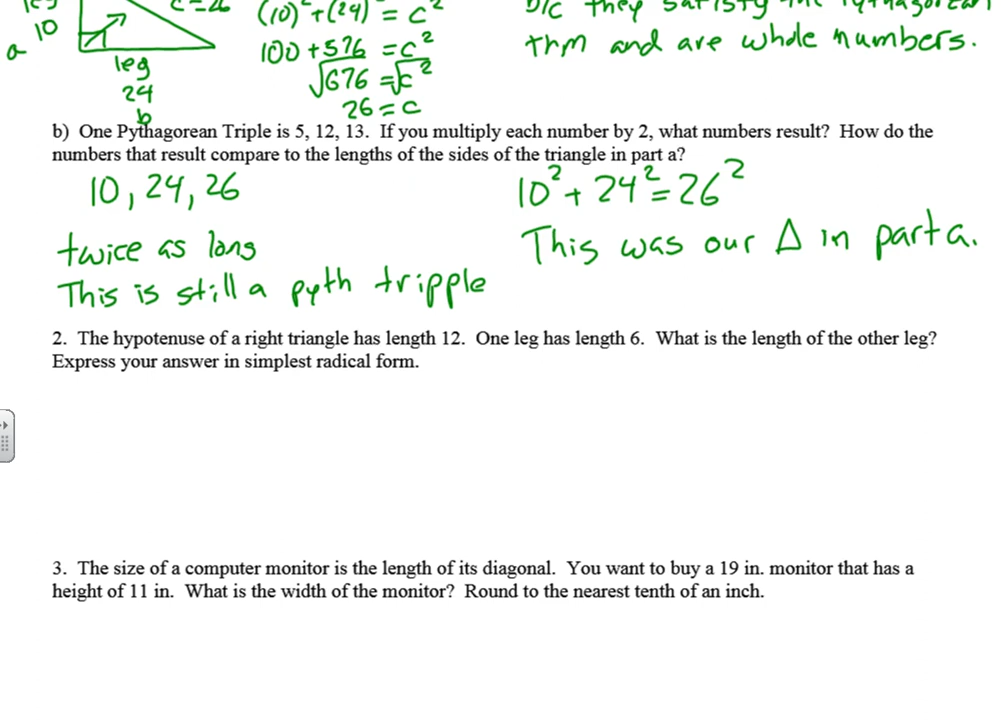 c = 26 (10)² + (24)² = c² b/c they satisfy the Pythagorean
a 10 100 + 576 = c² thm and are whole numbers.
leg √676 = √c²
24 26 = c
b
b) One Pythagorean Triple is 5, 12, 13. If you multiply each number by 2, what numbers result? How do the
numbers that result compare to the lengths of the sides of the triangle in part a?
10, 24, 26 10² + 24² = 26²
twice as long This was our Δ in part a.
This is still a pyth tripple
2. The hypotenuse of a right triangle has length 12. One leg has length 6. What is the length of the other leg?
Express your answer in simplest radical form.
3. The size of a computer monitor is the length of its diagonal. You want to buy a 19 in. monitor that has a
height of 11 in. What is the width of the monitor? Round to the nearest tenth of an inch.